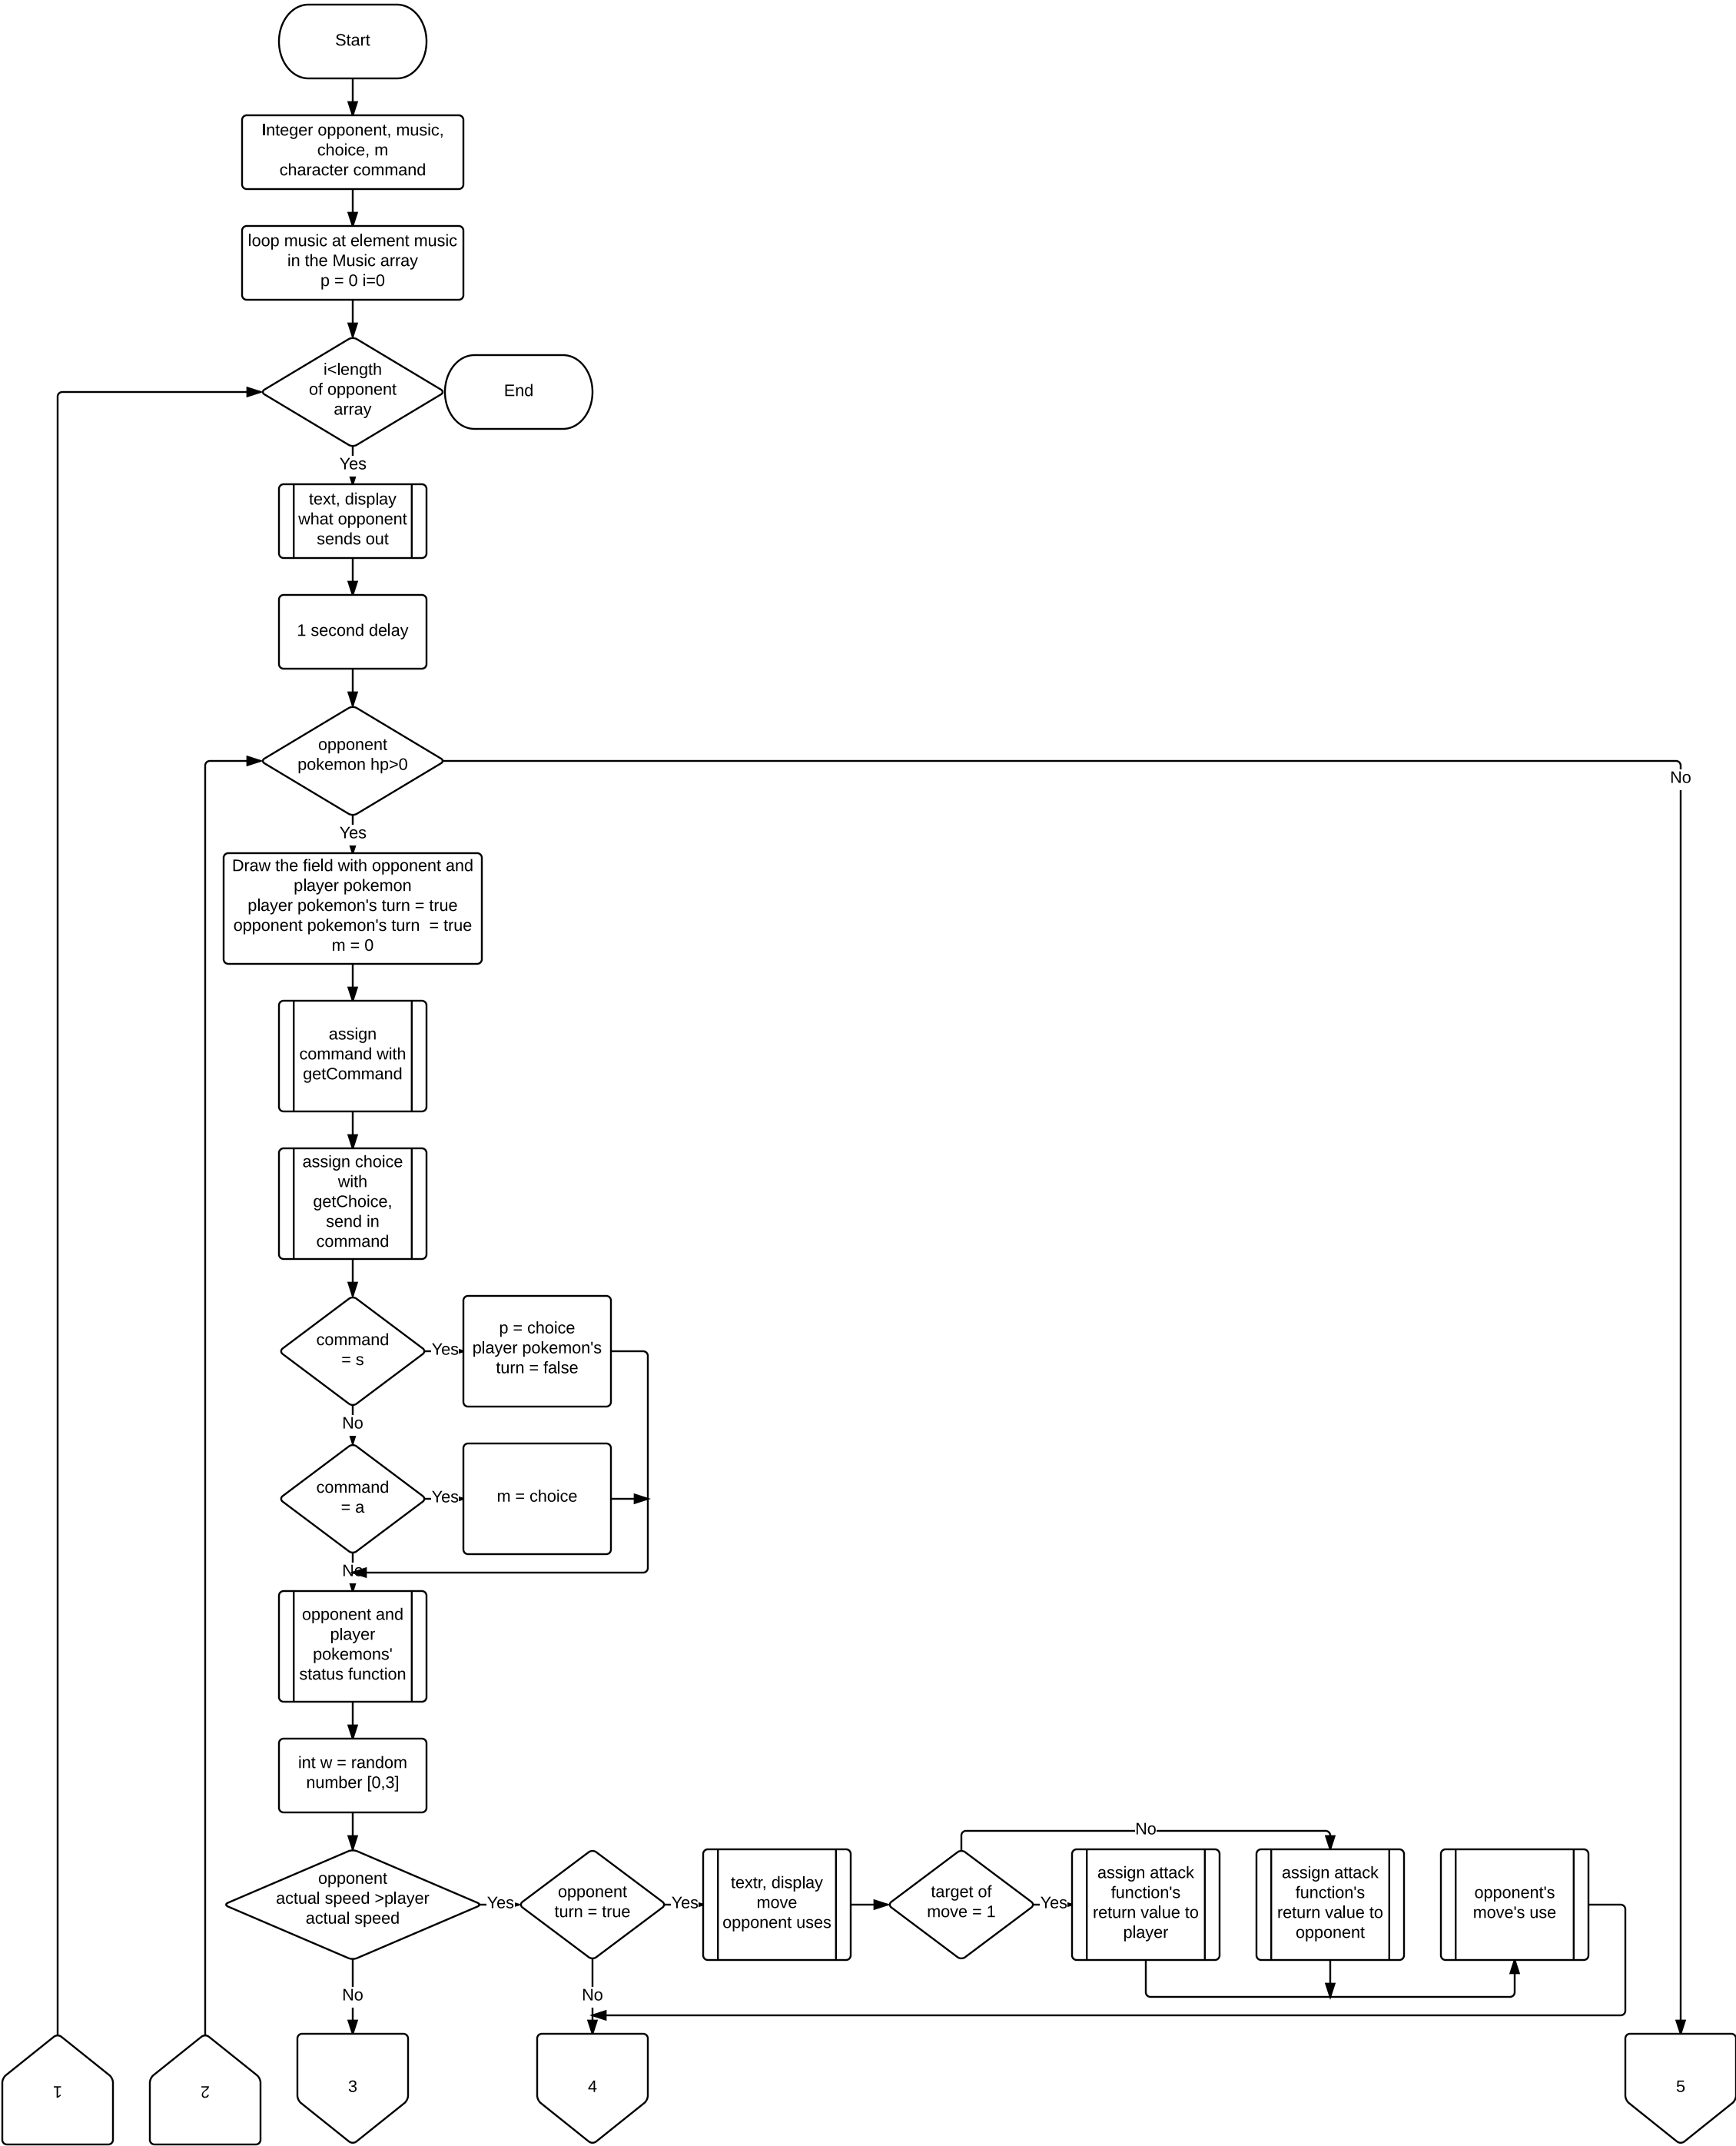 Start
Integer opponent, music,
choice, m
character command
loop music at element music
in the Music array
p = 0 i=0
i<length
of opponent
array
End
Yes
text, display
what opponent
sends out
1 second delay
opponent
pokemon hp>0
No
Yes
Draw the field with opponent and
player pokemon
player pokemon's turn = true
opponent pokemon's turn  = true
m = 0
assign
command with
getCommand
assign choice
with
getChoice,
send in
command
command
= s
Yes
p = choice
player pokemon's
turn = false
No
command
= a
Yes
m = choice
No
opponent and
player
pokemons'
status function
int w = random
number [0,3]
opponent
actual speed >player
actual speed
Yes
opponent
turn = true
Yes
textr, display
move
opponent uses
target of
move = 1
No
Yes
assign attack
function's
return value to
player
assign attack
function's
return value to
opponent
opponent's
move's use
No
No
1
2
3
4
5